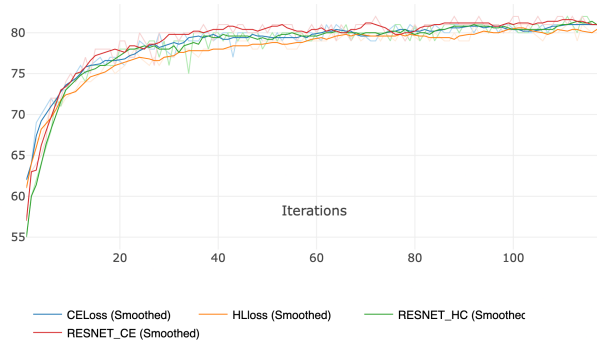 80
75
70
65
60
55
Iterations
20 40 60 80 100
CELoss (Smoothed) HLloss (Smoothed) RESNET_HC (Smoothed
RESNET_CE (Smoothed)